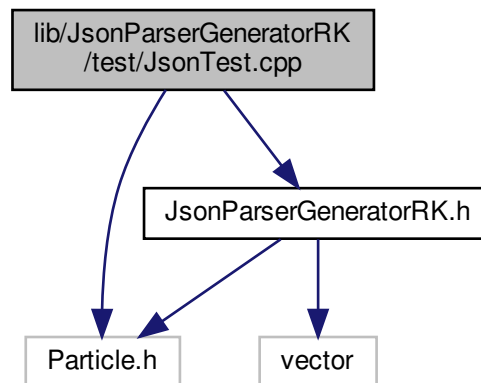 lib/JsonParserGeneratorRK
/test/JsonTest.cpp
JsonParserGeneratorRK.h
Particle.h
vector